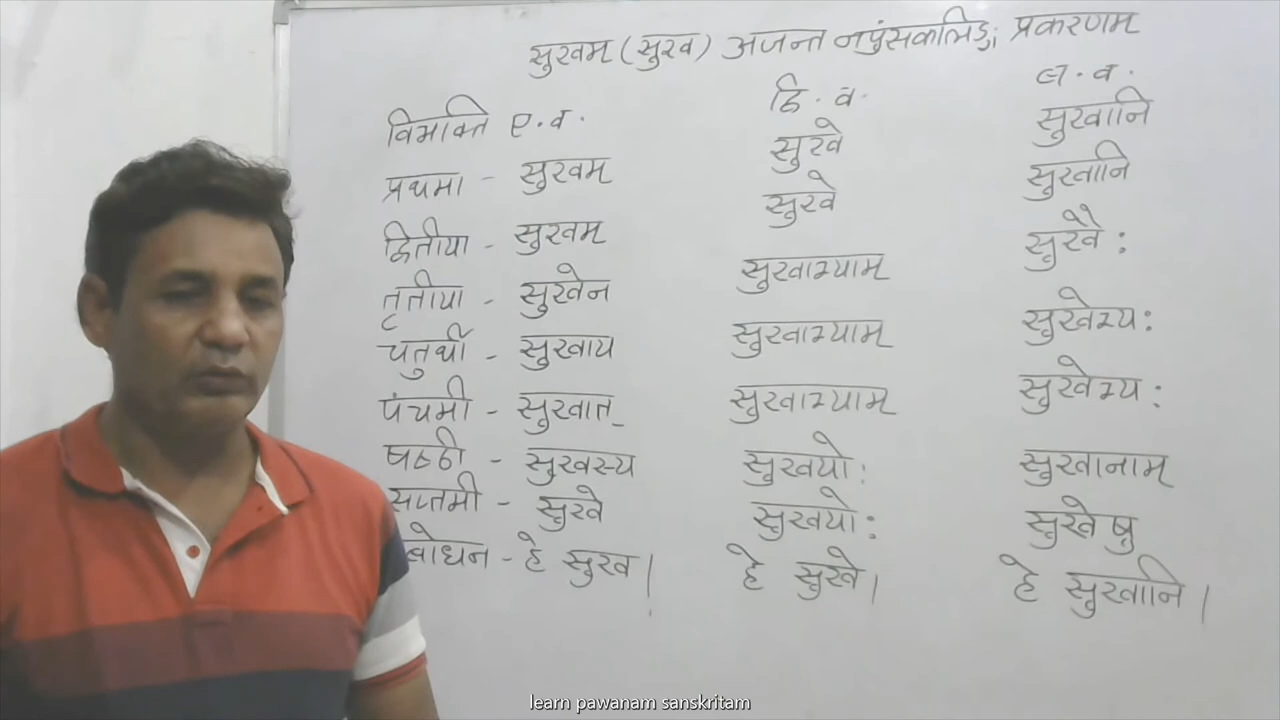 सुखम् (सुख) अजन्त नपुंसकलिङ्ग प्रकरणम्
विभक्ति ए.व. द्वि.व. ब.व.
प्रथमा - सुखम् सुखे सुखानि
द्वितीया - सुखम् सुखे सुखानि
तृतीया - सुखेन सुखाभ्याम् सुखै:
चतुर्थी - सुखाय सुखाभ्याम् सुखेभ्य:
पंचमी - सुखात् सुखाभ्याम् सुखेभ्य:
षष्ठी - सुखस्य सुखयो: सुखानाम्
सप्तमी - सुखे सुखयो: सुखेषु
बोधन - हे सुख। हे सुखे। हे सुखानि।
learn pawanam sanskritam